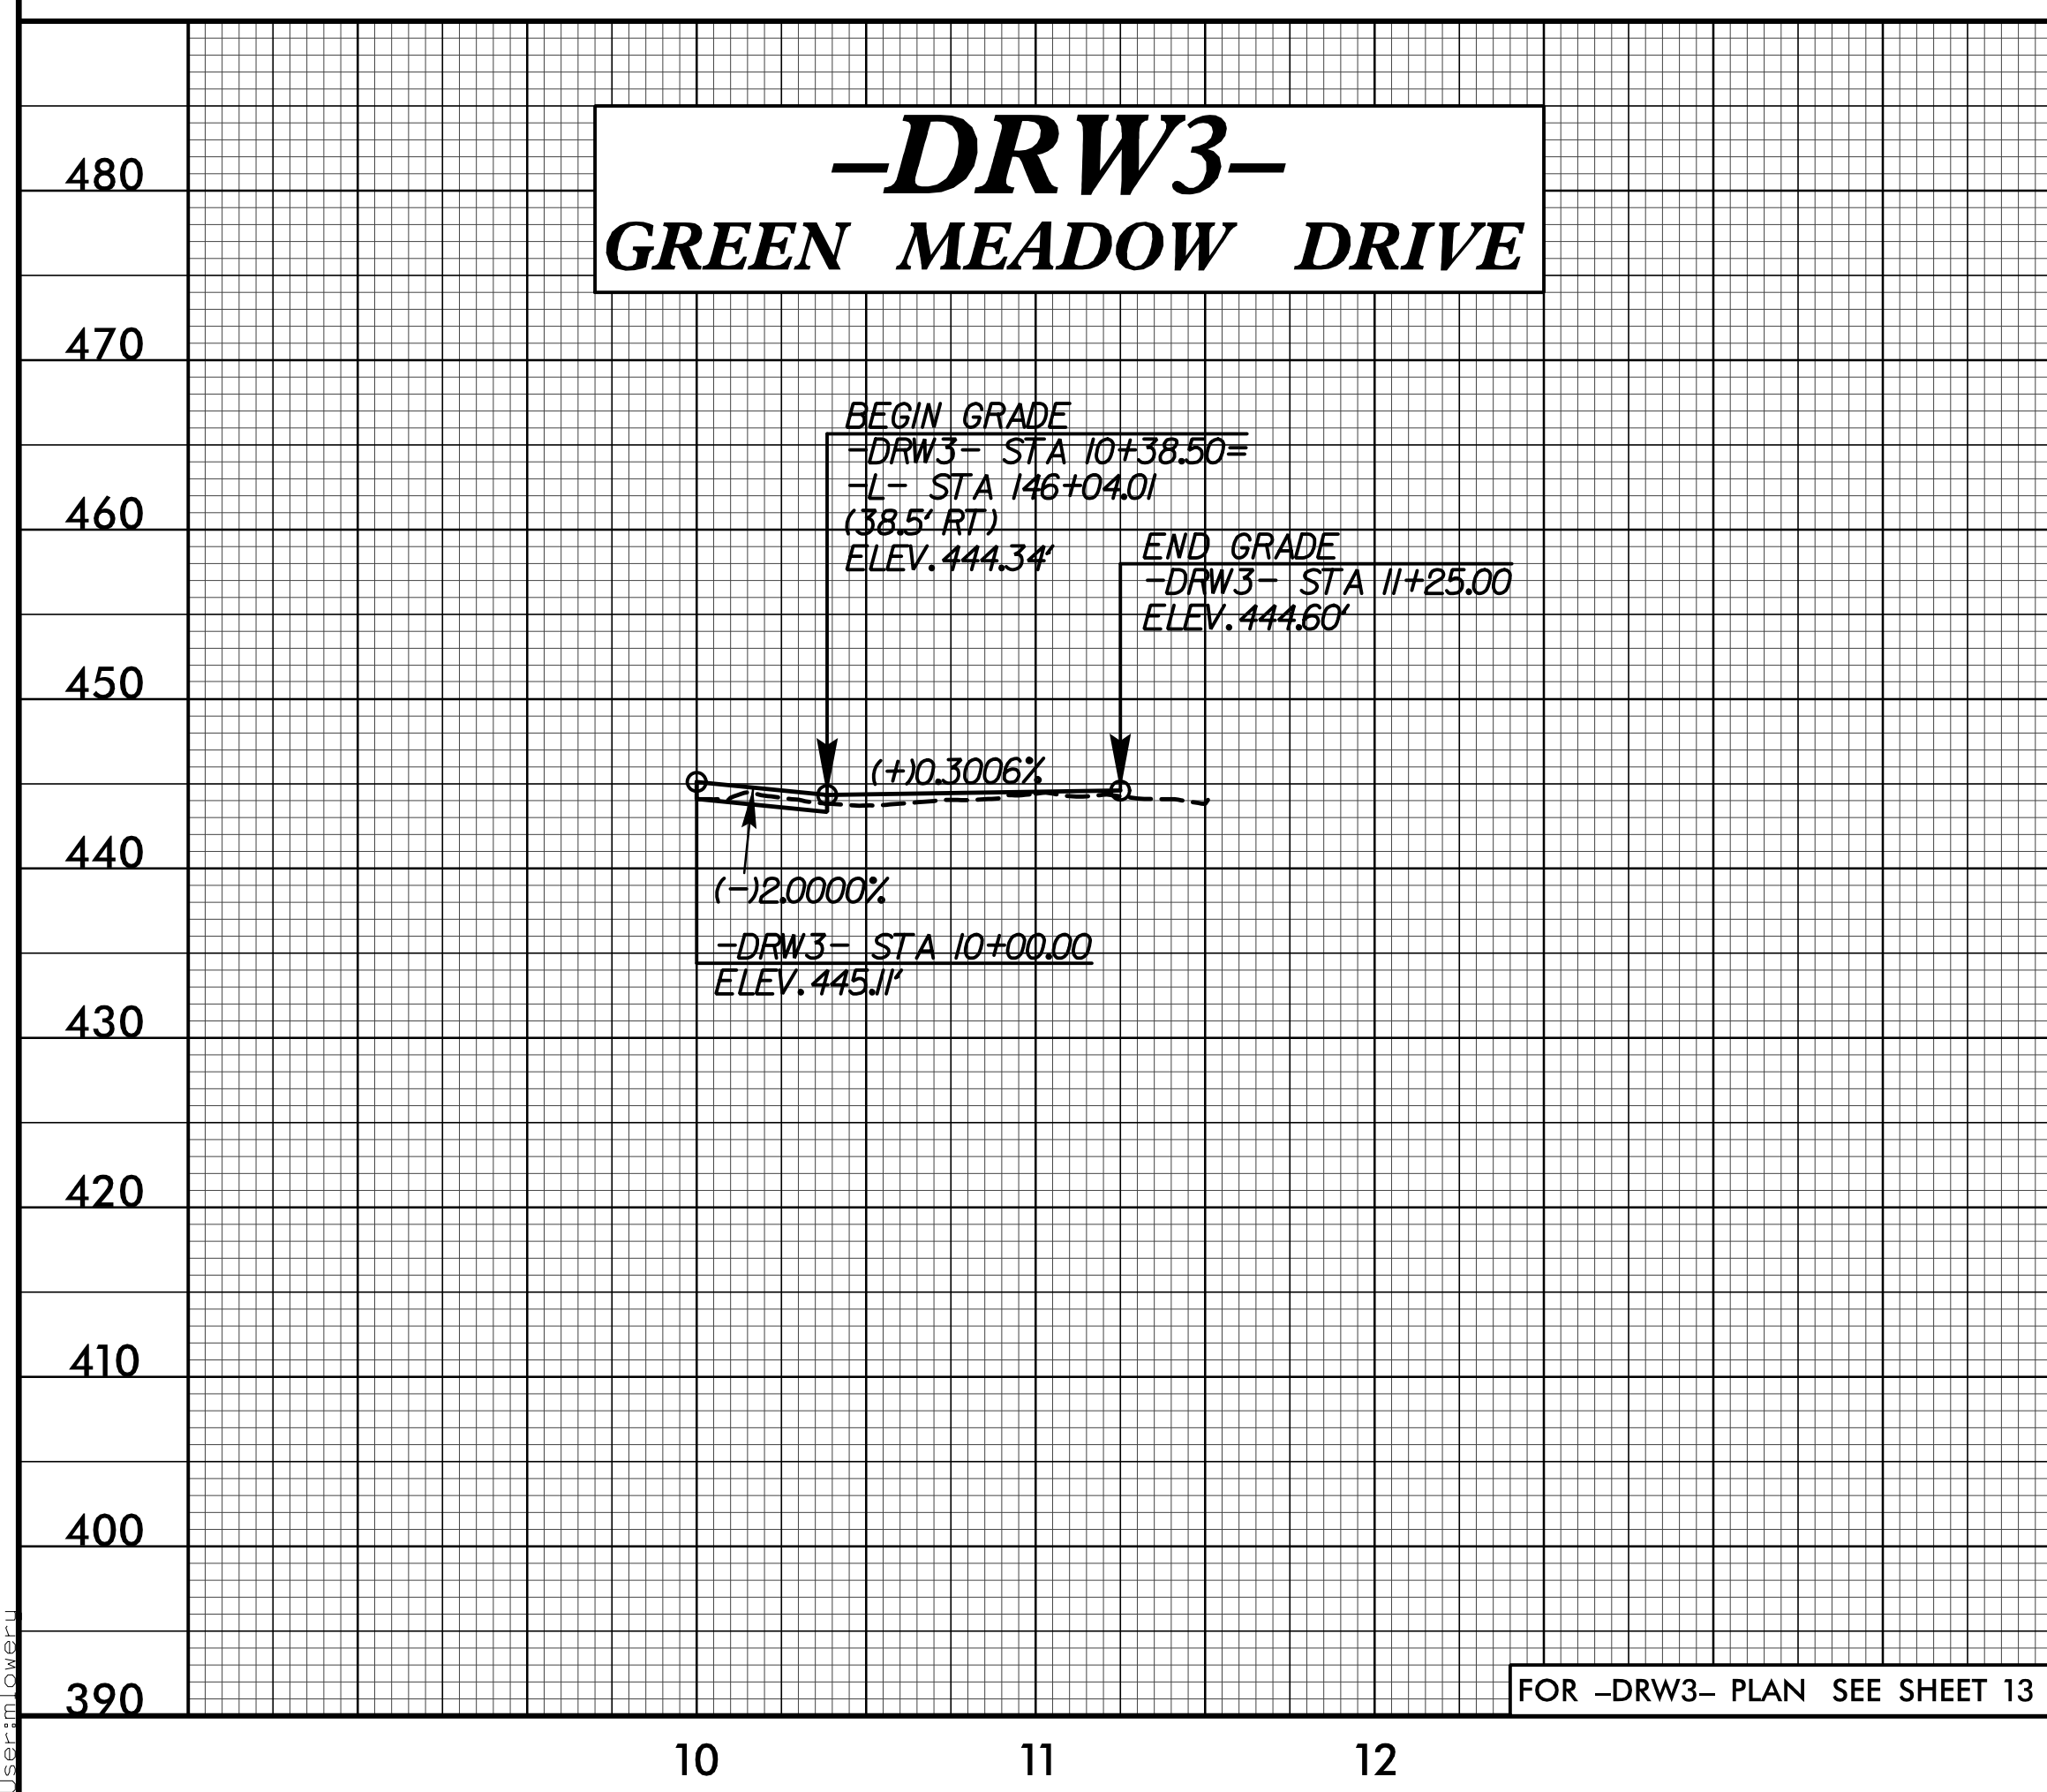 –DRW3–
GREEN MEADOW DRIVE
480
470
460
450
440
430
420
410
400
390
BEGIN GRADE
-DRW3- STA 10+38.50=
-L- STA 146+04.01
(38.5' RT)
ELEV. 444.34'
END GRADE
-DRW3- STA 11+25.00
ELEV. 444.60'
(+)0.3006%
(-)2.0000%
-DRW3- STA 10+00.00
ELEV. 445.11'
FOR –DRW3– PLAN SEE SHEET 13
10 11 12
User:mlowery